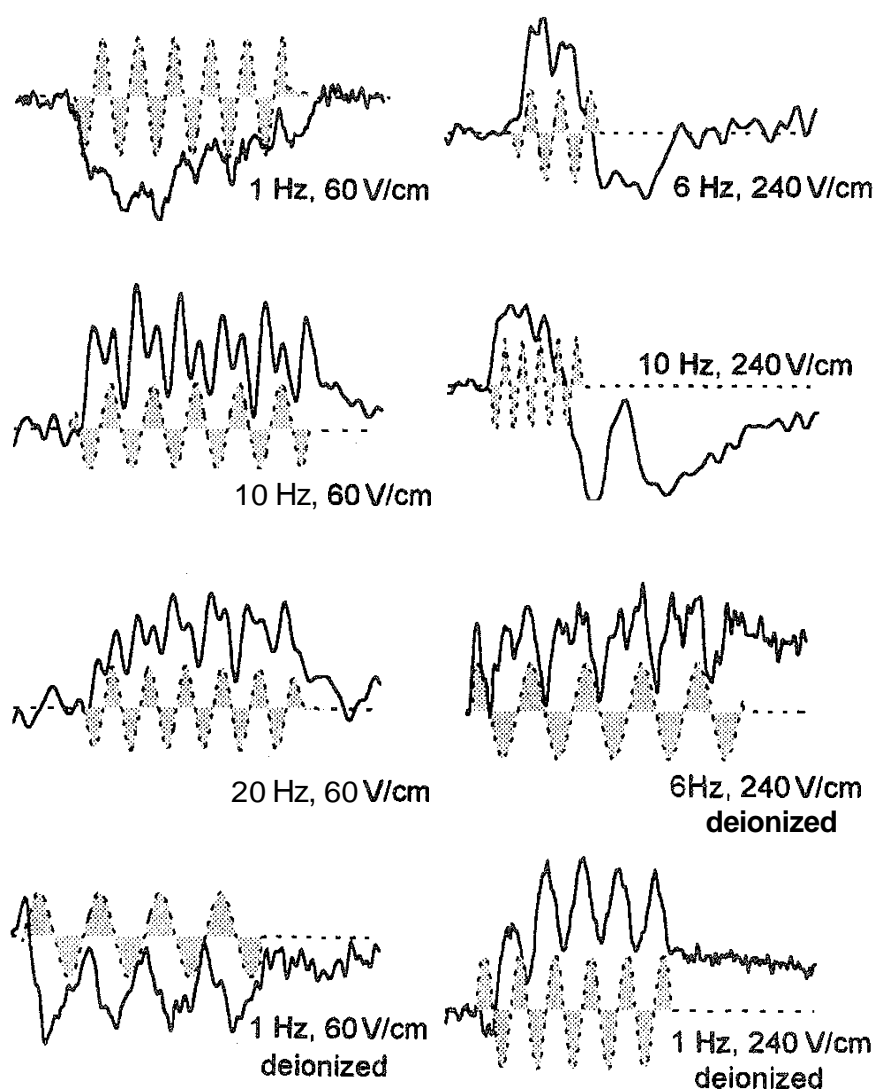 1 Hz, 60 V/cm
6 Hz, 240 V/cm
10 Hz, 60 V/cm
10 Hz, 240 V/cm
20 Hz, 60 V/cm
6Hz, 240 V/cm
deionized
1 Hz, 60 V/cm
deionized
1 Hz, 240 V/cm
deionized